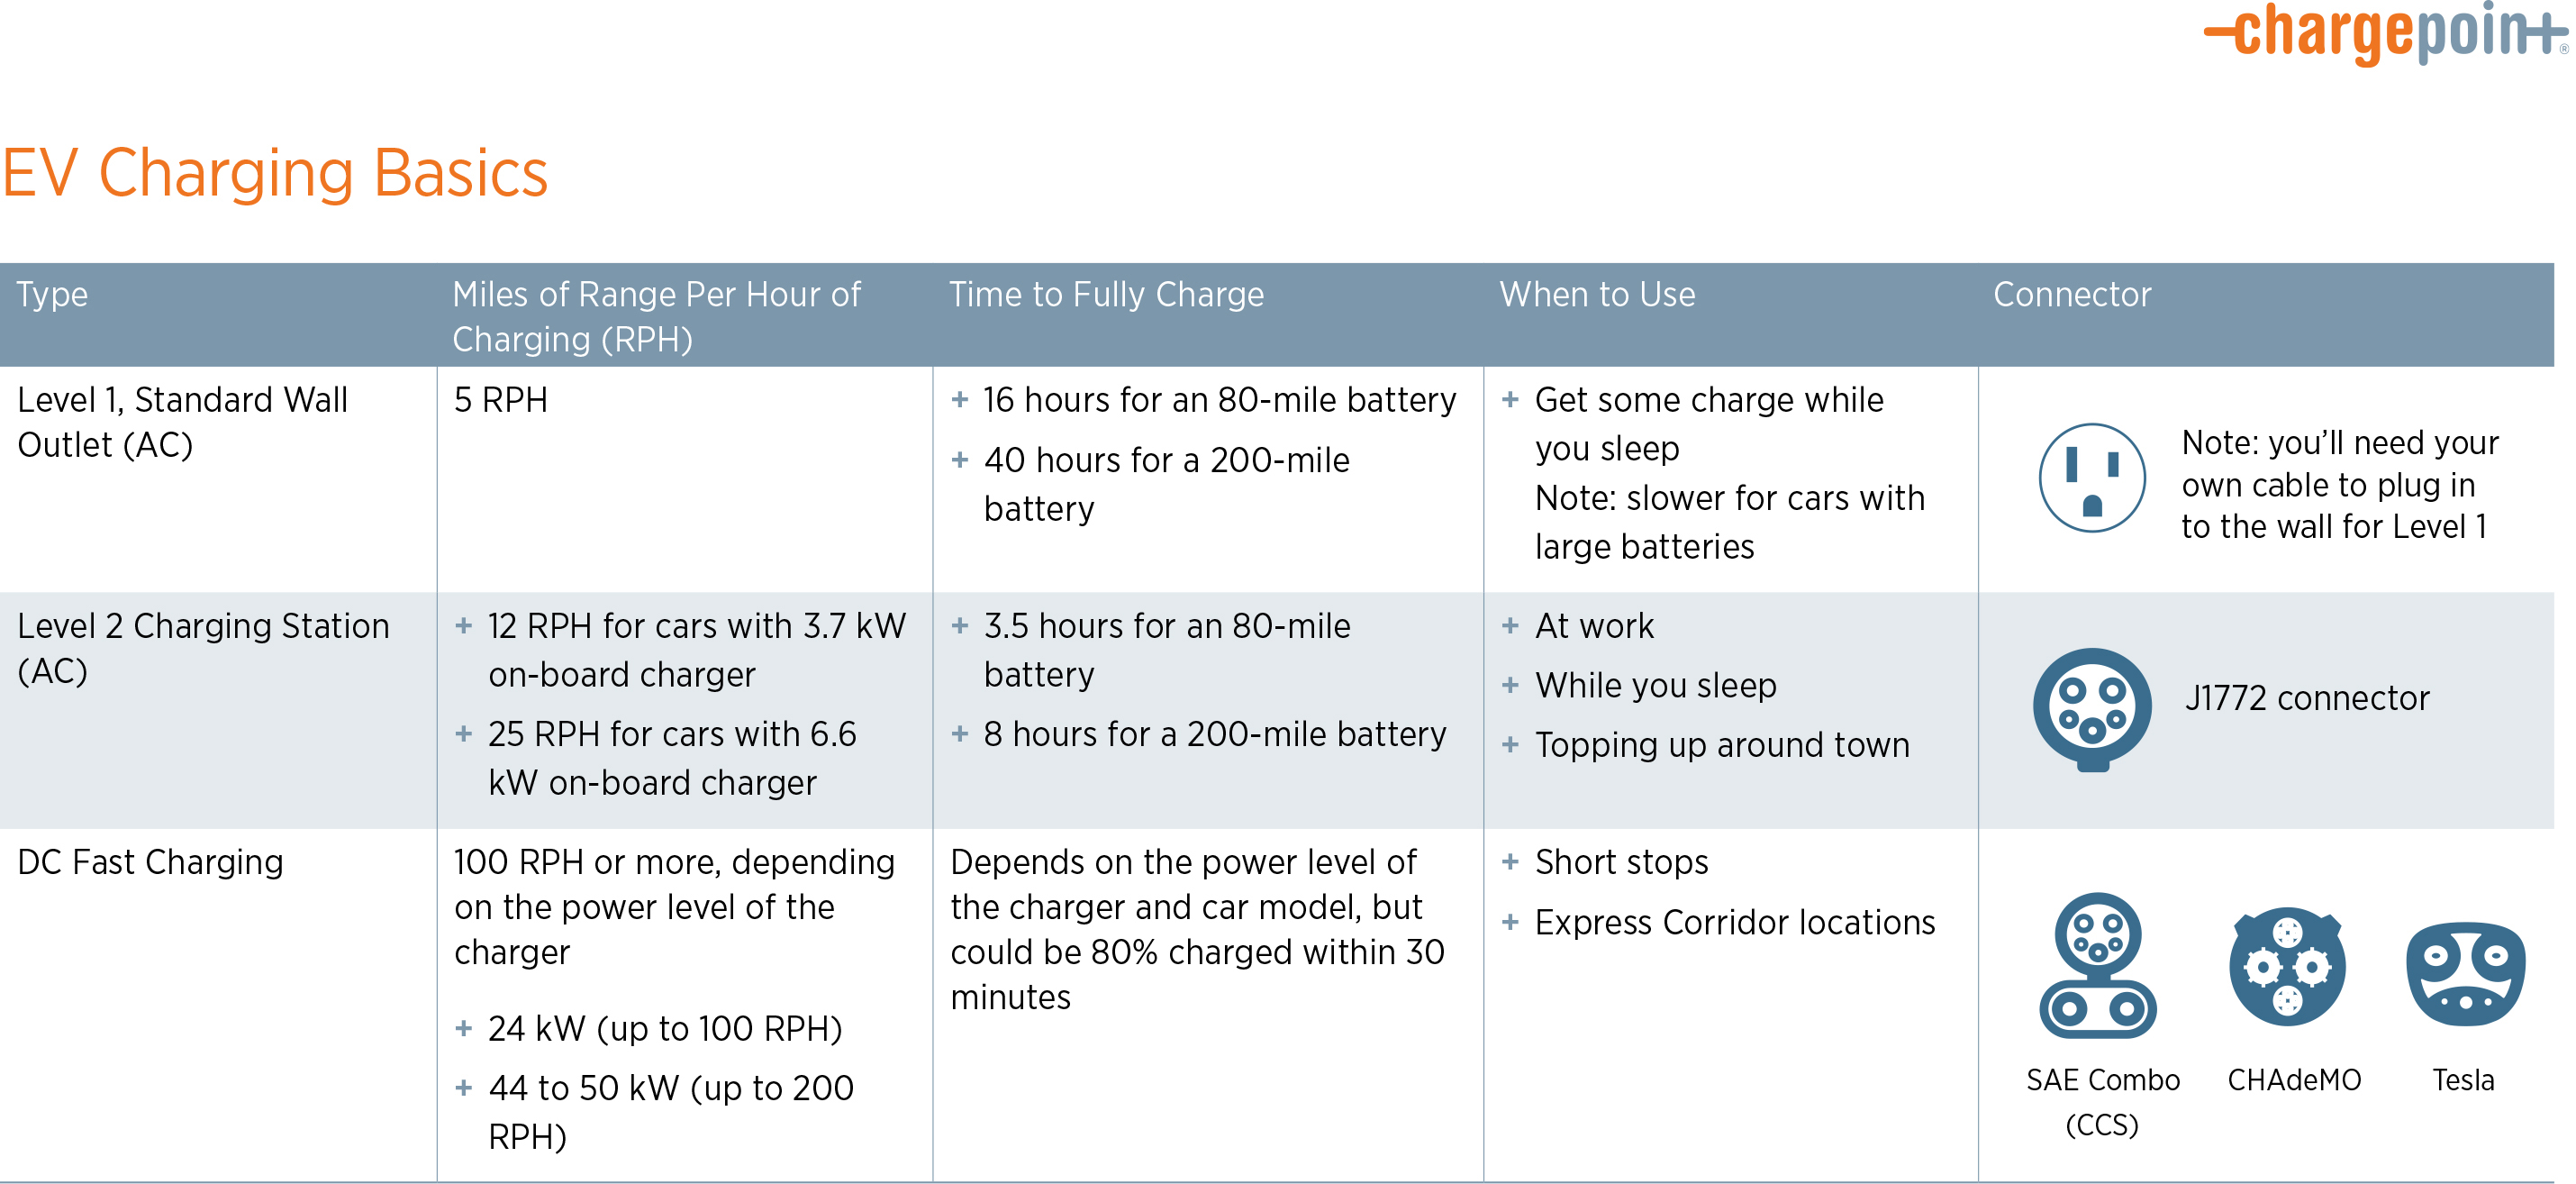 chargepoint®
EV Charging Basics
Type
Miles of Range Per Hour of
Charging (RPH)
Time to Fully Charge
When to Use
Connector
Level 1, Standard Wall
Outlet (AC)
5 RPH
+ 16 hours for an 80-mile battery
+ 40 hours for a 200-mile
battery
+ Get some charge while
you sleep
Note: slower for cars with
large batteries
Note: you’ll need your
own cable to plug in
to the wall for Level 1
Level 2 Charging Station
(AC)
+ 12 RPH for cars with 3.7 kW
on-board charger
+ 25 RPH for cars with 6.6
kW on-board charger
+ 3.5 hours for an 80-mile
battery
+ 8 hours for a 200-mile battery
+ At work
+ While you sleep
+ Topping up around town
J1772 connector
DC Fast Charging
100 RPH or more, depending
on the power level of the
charger
+ 24 kW (up to 100 RPH)
+ 44 to 50 kW (up to 200
RPH)
Depends on the power level of
the charger and car model, but
could be 80% charged within 30
minutes
+ Short stops
+ Express Corridor locations
SAE Combo
(CCS)
CHAdeMO
Tesla